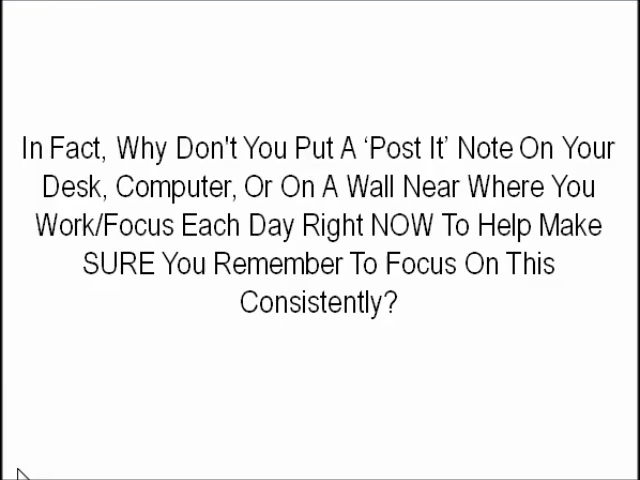 In Fact, Why Don't You Put A ‘Post It’ Note On Your
Desk, Computer, Or On A Wall Near Where You
Work/Focus Each Day Right NOW To Help Make
SURE You Remember To Focus On This
Consistently?